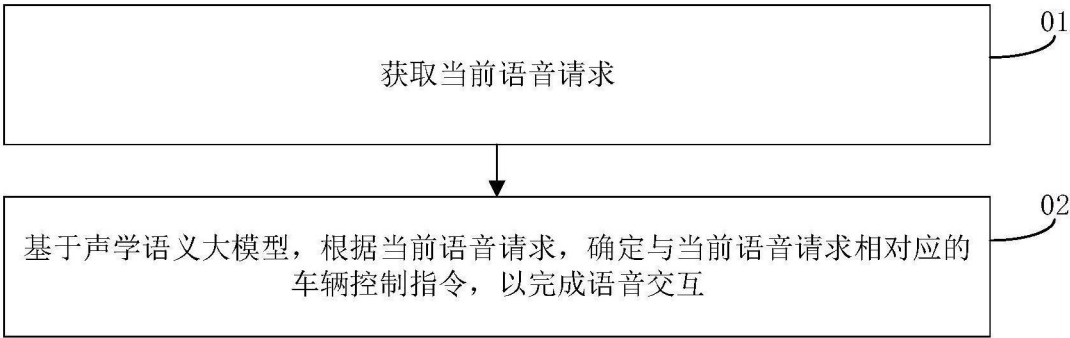 01
获取当前语音请求
02
基于声学语义大模型，根据当前语音请求，确定与当前语音请求相对应的
车辆控制指令，以完成语音交互